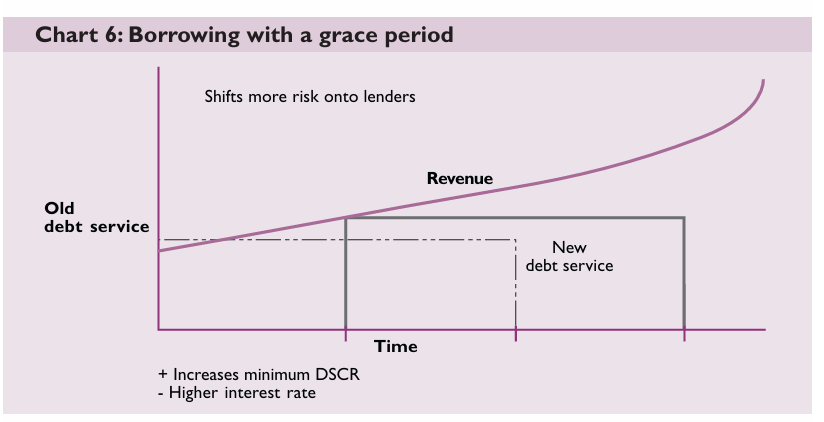 Chart 6: Borrowing with a grace period
Shifts more risk onto lenders
Revenue
Old
debt service
New
debt service
Time
+ Increases minimum DSCR
- Higher interest rate